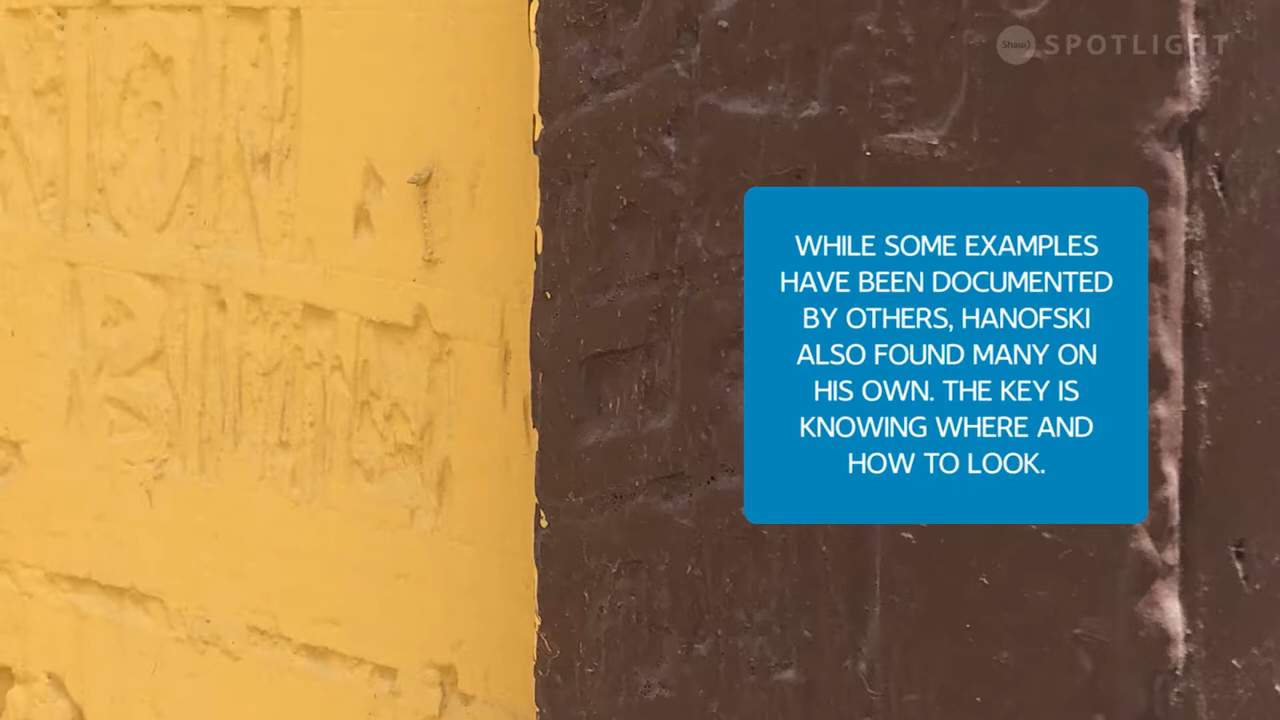 Show)
SPOTLIGHT
WHILE SOME EXAMPLES
HAVE BEEN DOCUMENTED
BY OTHERS, HANOFSKI
ALSO FOUND MANY ON
HIS OWN. THE KEY IS
KNOWING WHERE AND
HOW TO LOOK.